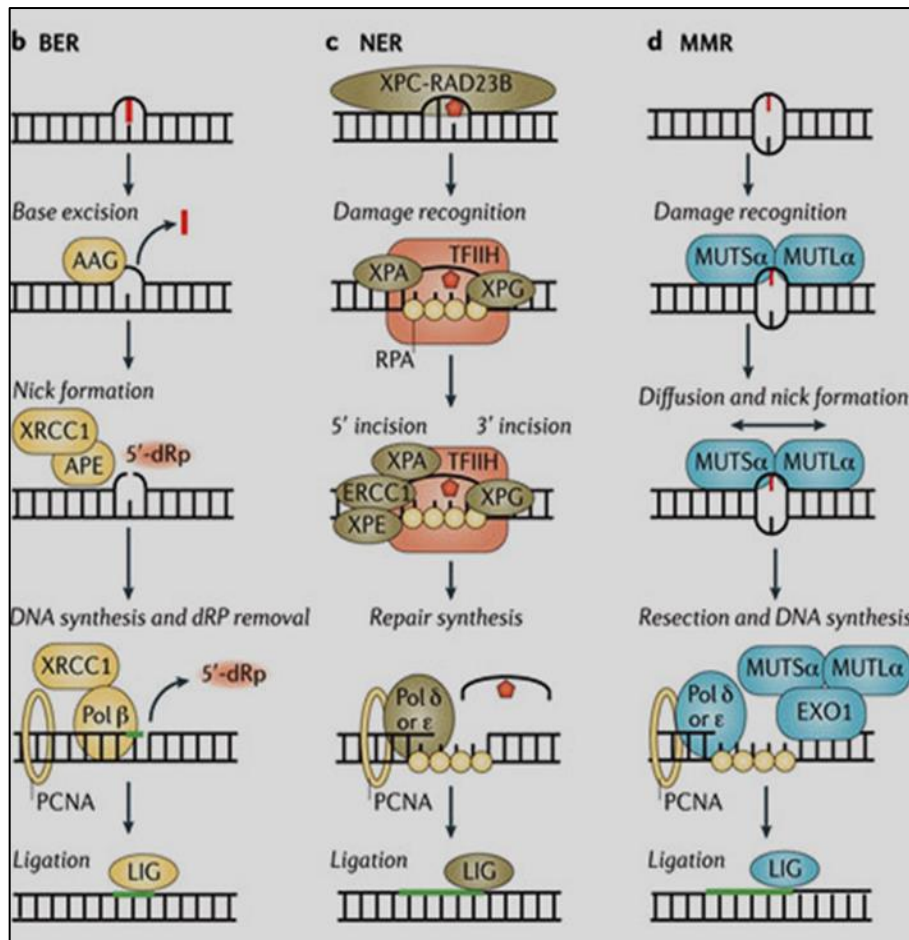 b BER
Base excision
AAG
Nick formation
XRCC1
APE
5′-dRp
DNA synthesis and dRP removal
XRCC1
5′-dRp
Pol β
PCNA
Ligation
LIG
c NER
XPC-RAD23B
Damage recognition
TFIIH
XPA
XPG
RPA
5′ incision
3′ incision
XPA
TFIIH
ERCC1
XPG
XPE
Repair synthesis
Pol δ
or ε
PCNA
Ligation
LIG
d MMR
Damage recognition
MUTSα
MUTLα
Diffusion and nick formation
MUTSα
MUTLα
Resection and DNA synthesis
MUTSα
MUTLα
Pol δ
or ε
EXO1
PCNA
Ligation
LIG